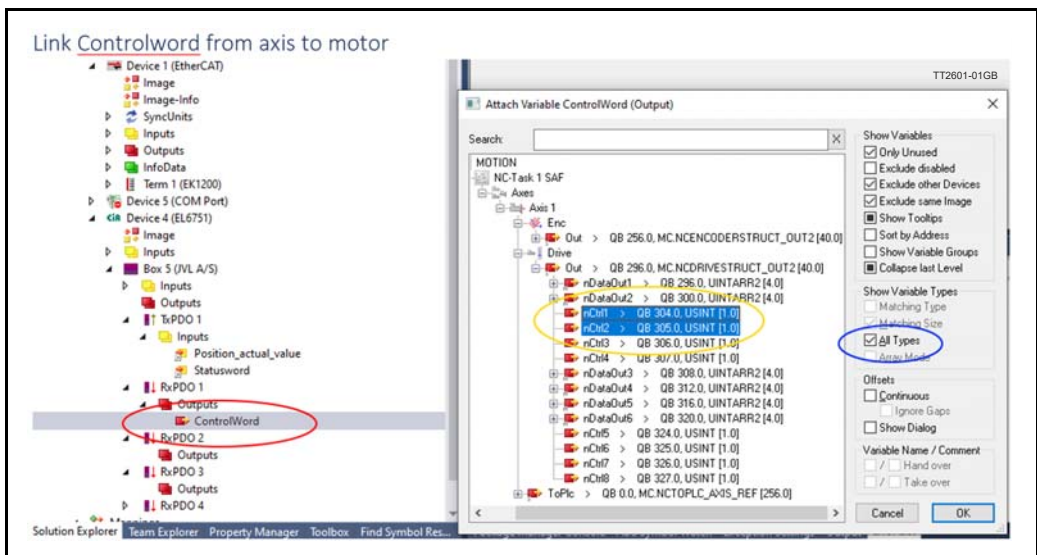 Link Controlword from axis to motor
Device 1 (EtherCAT)
Image
Image-Info
SyncUnits
Inputs
Outputs
InfoData
Term 1 (EK1200)
Device 5 (COM Port)
Device 4 (EL6751)
Image
Inputs
Box 5 (JVL A/S)
Inputs
Outputs
TxPDO 1
Inputs
Position_actual_value
Statusword
RxPDO 1
Outputs
ControlWord
RxPDO 2
Outputs
RxPDO 3
Outputs
RxPDO 4
Solution Explorer Team Explorer Property Manager Toolbox Find Symbol Res...
TT2601-01GB
Attach Variable ControlWord (Output)
Search:
MOTION
NC-Task 1 SAF
Axes
Axis 1
Enc
Out > QB 256.0, MC.NCENCODERSTRUCT_OUT2 [40.0]
Drive
Out > QB 296.0, MC.NCDRIVESTRUCT_OUT2 [40.0]
nDataOut1 > QB 296.0, UINTARR2 [4.0]
nDataOut2 > QB 300.0, UINTARR2 [4.0]
nCtrl1 > QB 304.0, USINT [1.0]
nCtrl2 > QB 305.0, USINT [1.0]
nCtrl3 > QB 306.0, USINT [1.0]
nCtrl4 > QB 307.0, USINT [1.0]
nDataOut3 > QB 308.0, UINTARR2 [4.0]
nDataOut4 > QB 312.0, UINTARR2 [4.0]
nDataOut5 > QB 316.0, UINTARR2 [4.0]
nDataOut6 > QB 320.0, UINTARR2 [4.0]
nCtrl5 > QB 324.0, USINT [1.0]
nCtrl6 > QB 325.0, USINT [1.0]
nCtrl7 > QB 326.0, USINT [1.0]
nCtrl8 > QB 327.0, USINT [1.0]
ToPlc > QB 0.0, MC.NCTOPLC_AXIS_REF [256.0]
Show Variables
Only Unused
Exclude disabled
Exclude other Devices
Exclude same Image
Show Tooltips
Sort by Address
Show Variable Groups
Collapse last Level
Show Variable Types
Matching Type
Matching Size
All Types
Array Mode
Offsets
Continuous
Ignore Gaps
Show Dialog
Variable Name / Comment
/ Hand over
/ Take over
Cancel OK